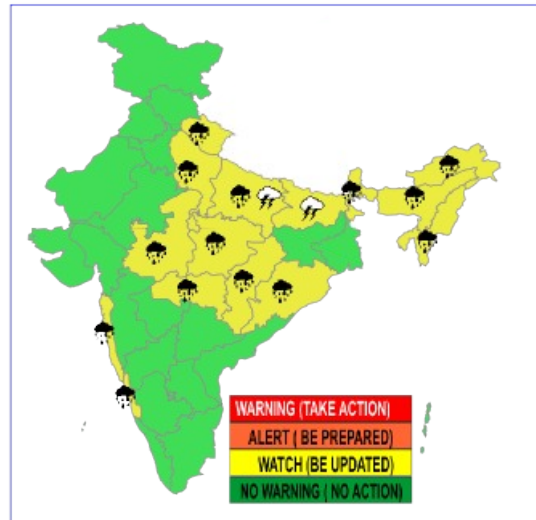 WARNING (TAKE ACTION)
ALERT ( BE PREPARED)
WATCH (BE UPDATED)
NO WARNING ( NO ACTION)